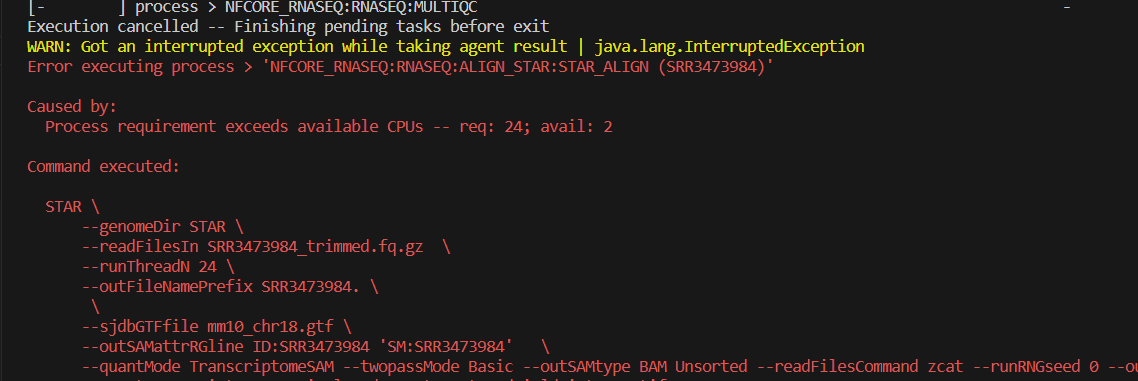 [-        ] process > NFCORE_RNASEQ:RNASEQ:MULTIQC                                                          -
Execution cancelled -- Finishing pending tasks before exit
WARN: Got an interrupted exception while taking agent result | java.lang.InterruptedException
Error executing process > 'NFCORE_RNASEQ:RNASEQ:ALIGN_STAR:STAR_ALIGN (SRR3473984)'
Caused by:
  Process requirement exceeds available CPUs -- req: 24; avail: 2
Command executed:
  STAR \
      --genomeDir STAR \
      --readFilesIn SRR3473984_trimmed.fq.gz  \
      --runThreadN 24 \
      --outFileNamePrefix SRR3473984. \
       \
      --sjdbGTFfile mm10_chr18.gtf \
      --outSAMattrRGline ID:SRR3473984 'SM:SRR3473984'   \
      --quantMode TranscriptomeSAM --twopassMode Basic --outSAMtype BAM Unsorted --readFilesCommand zcat --runRNGseed 0 --ou